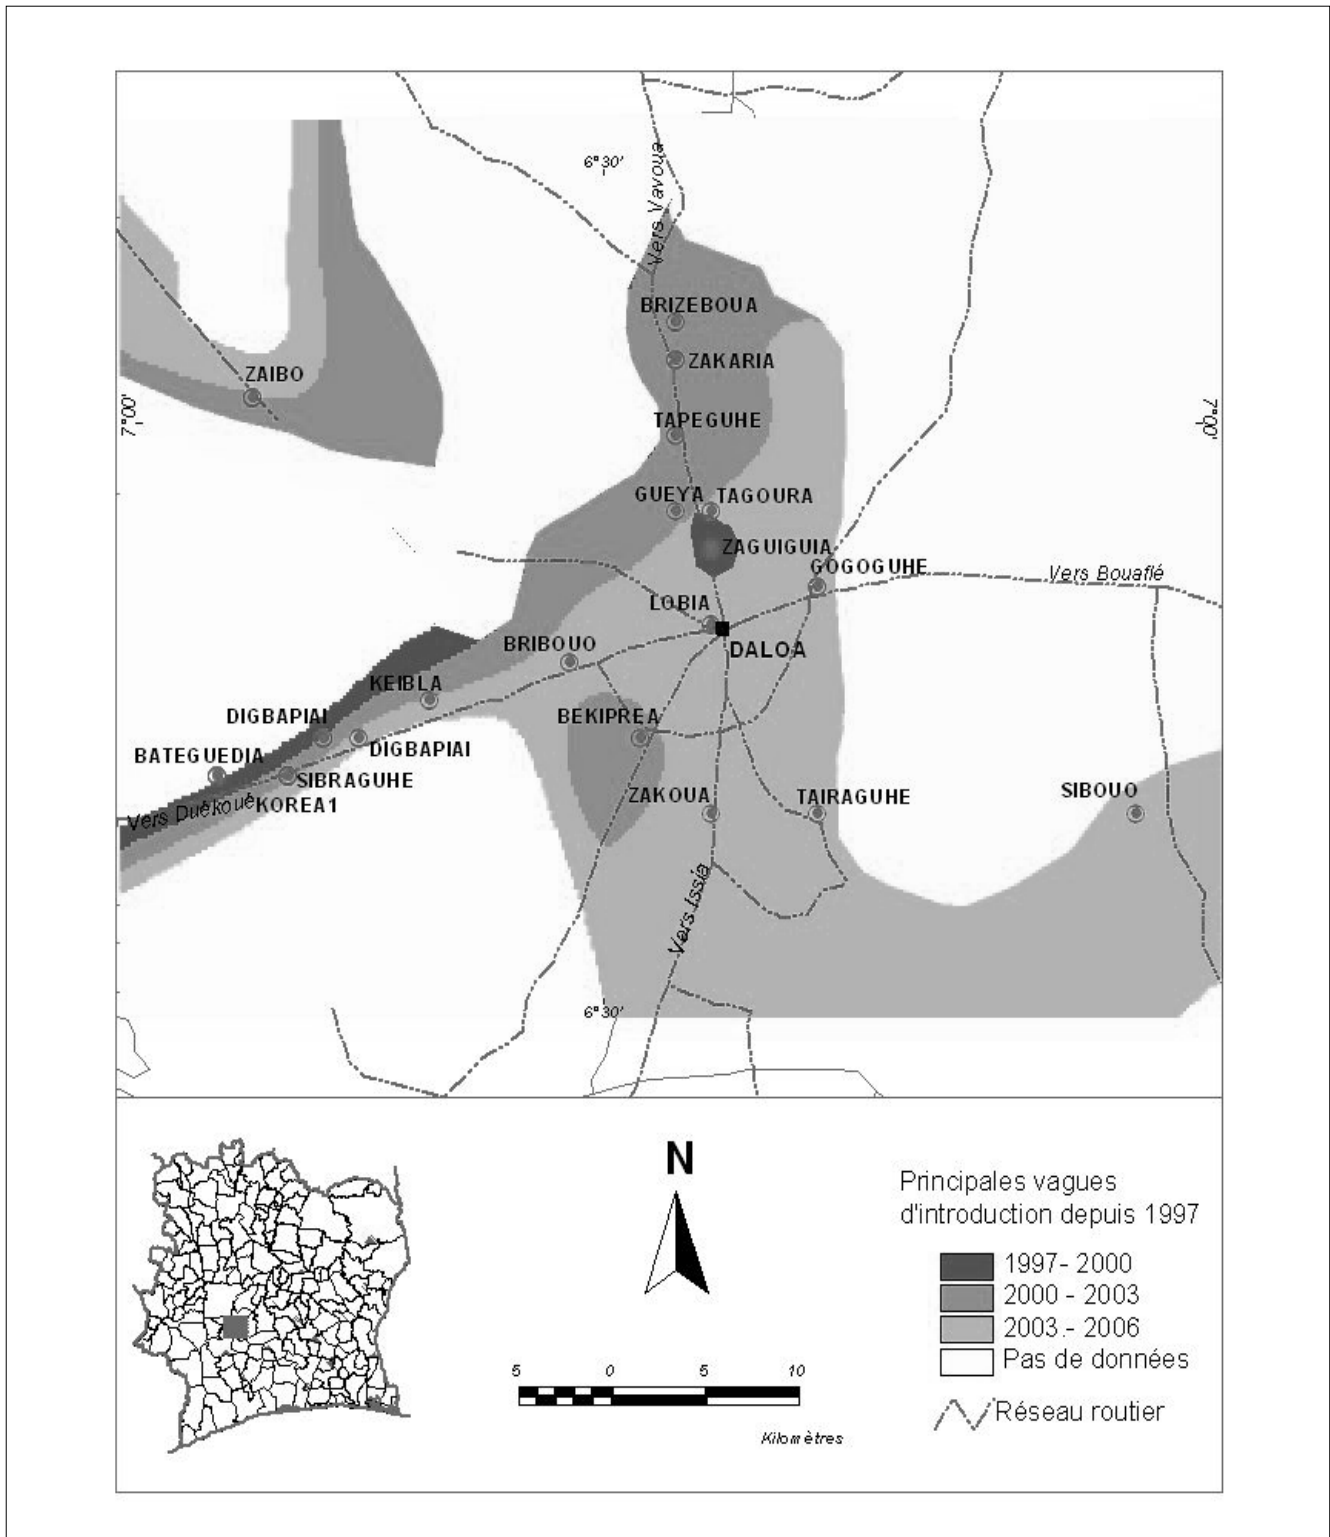 6°30'
Vers Vavoua
BRIZEBOUA
ZAKARIA
ZAIBO
7°00'
7°00'
TAPEGUHE
GUEYA
TAGOURA
ZAGUIGUIA
GOGOGUHE
Vers Bouaflé
LOBIA
BRIBOUO
DALOA
KEIBLA
DIGBAPIAI
BEKIPREA
DIGBAPIAI
BATEGUEDIA
SIBRAGUHE
ZAKOUA
TAIRAGUHE
SIBOUO
Vers Duékoué
KOREA1
Vers Issia
6°30'
N
Principales vagues
d'introduction depuis 1997
1997- 2000
2000 - 2003
2003.- 2006
Pas de données
Réseau routier
5 0 5 10
Kilomètres